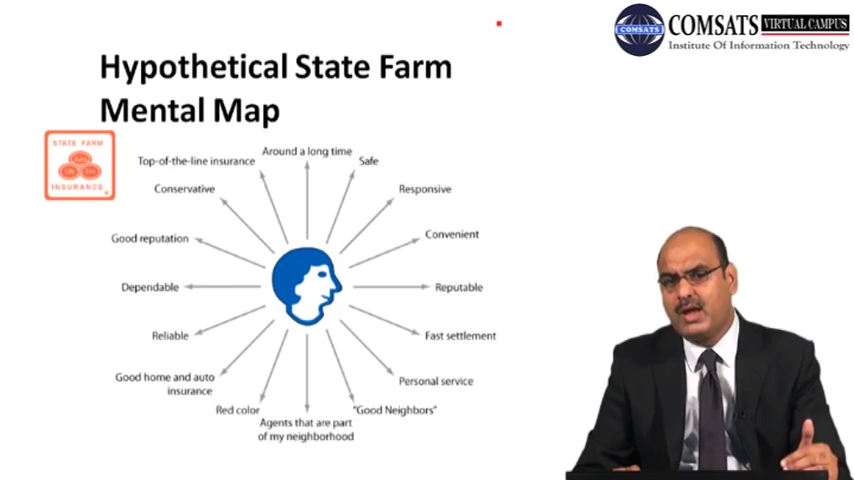 COMSATS VIRTUAL CAMPUS
COMSATS
Institute Of Information Technology
Hypothetical State Farm
Mental Map
STATE FARM
INSURANCE
Around a long time
Top-of-the-line insurance
Safe
Conservative
Responsive
Good reputation
Convenient
Dependable
Reputable
Reliable
Fast settlement
Good home and auto
insurance
Personal service
Red color
"Good Neighbors"
Agents that are part
of my neighborhood